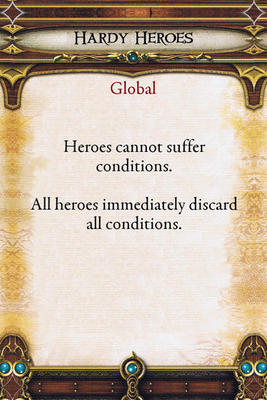 Hardy Heroes
Global
Heroes cannot suffer
conditions.
All heroes immediately discard
all conditions.